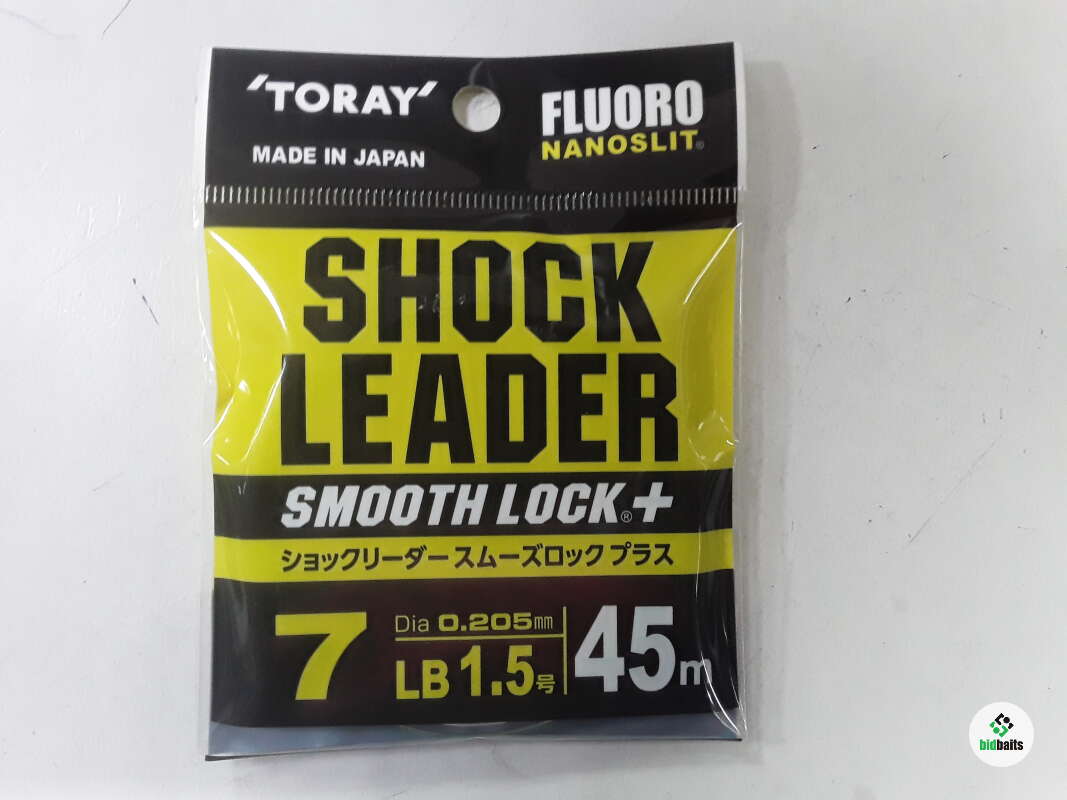 'TORAY'
FLUORO
NANOSLIT®
MADE IN JAPAN
SHOCK
LEADER
SMOOTH LOCK®+
ショックリーダー スムーズロック プラス
7
Dia 0.205mm
LB 1.5号
45m
bidbaits